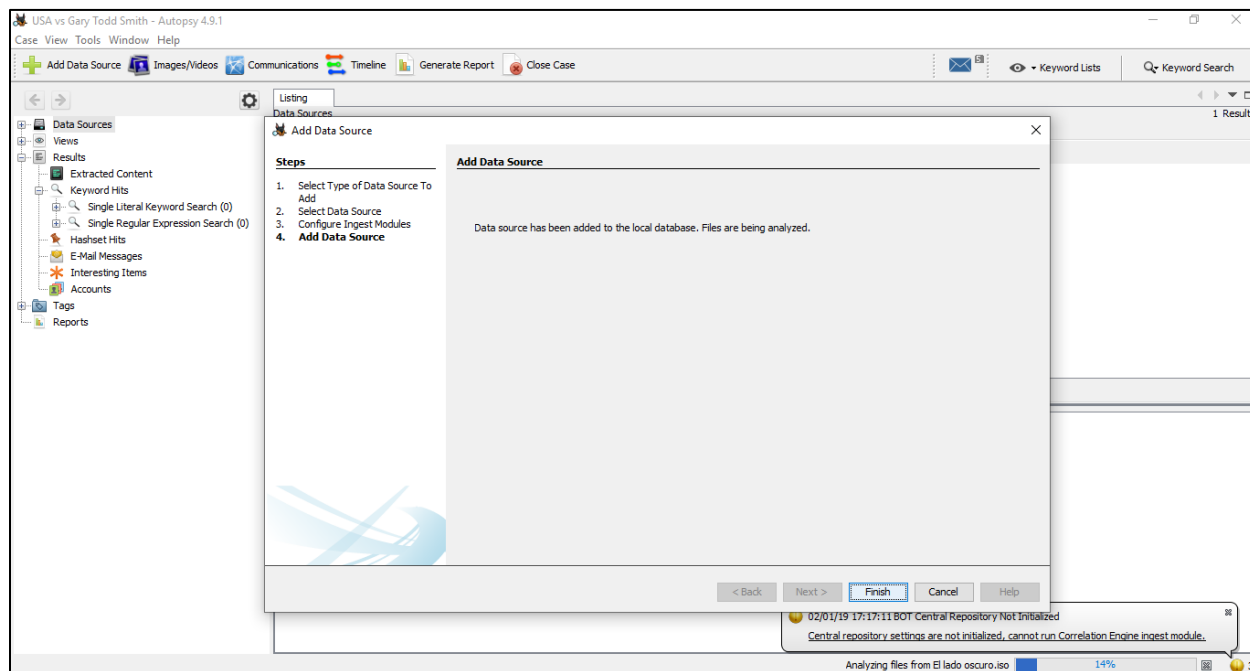 USA vs Gary Todd Smith - Autopsy 4.9.1
Case View Tools Window Help
Add Data Source Images/Videos Communications Timeline Generate Report Close Case Keyword Lists Keyword Search
Listing
Data Sources
1 Result
Data Sources
Views
Results
Extracted Content
Keyword Hits
Single Literal Keyword Search (0)
Single Regular Expression Search (0)
Hashset Hits
E-Mail Messages
Interesting Items
Accounts
Tags
Reports
Add Data Source
Steps
1. Select Type of Data Source To
Add
2. Select Data Source
3. Configure Ingest Modules
4. Add Data Source
Add Data Source
Data source has been added to the local database. Files are being analyzed.
< Back Next > Finish Cancel Help
02/01/19 17:17:11 BOT Central Repository Not Initialized
Central repository settings are not initialized, cannot run Correlation Engine ingest module.
Analyzing files from El lado oscuro.iso 14%